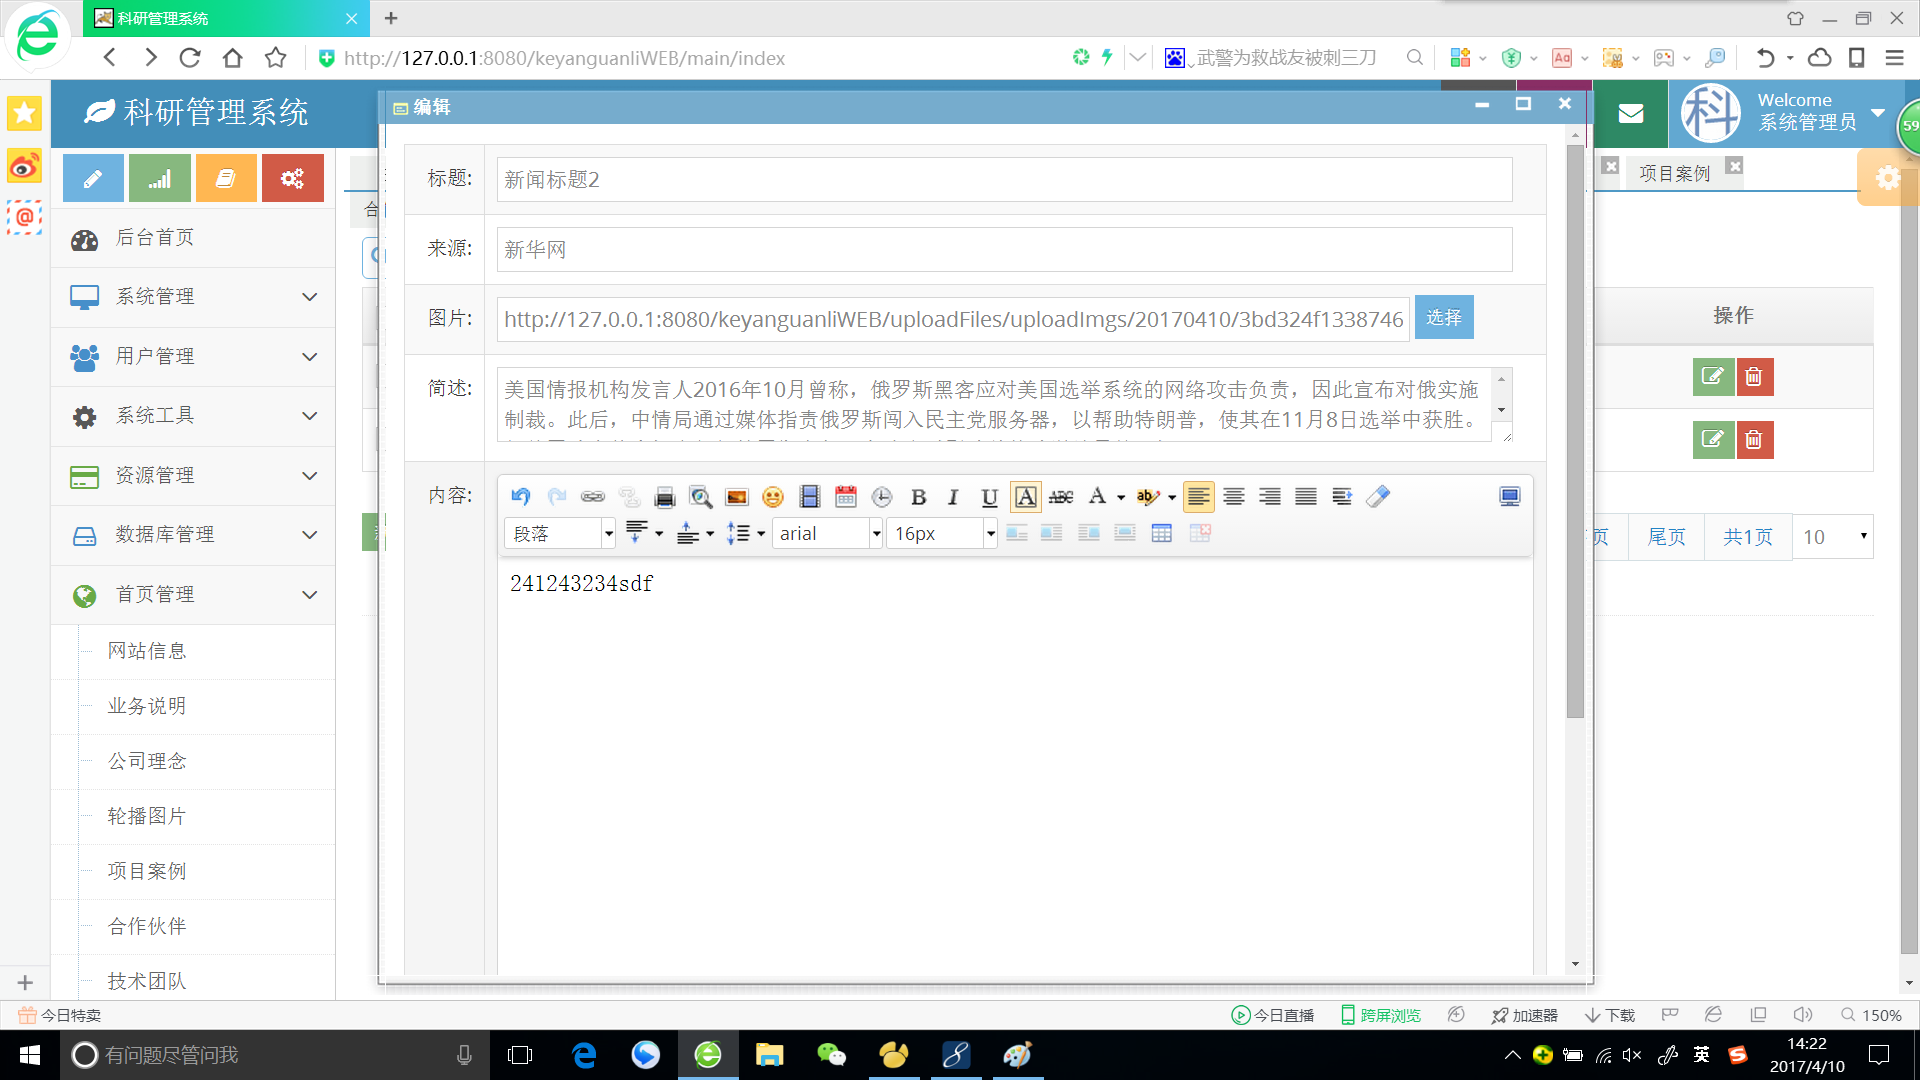 科研管理系统
http://127.0.0.1:8080/keyanguanliWEB/main/index
武警为救战友被刺三刀
科研管理系统
编辑
科
Welcome
系统管理员
59
项目案例
后台首页
系统管理
用户管理
系统工具
资源管理
数据库管理
首页管理
网站信息
业务说明
公司理念
轮播图片
项目案例
合作伙伴
技术团队
标题:
新闻标题2
来源:
新华网
图片:
http://127.0.0.1:8080/keyanguanliWEB/uploadFiles/uploadImgs/20170410/3bd324f1338746
选择
简述:
美国情报机构发言人2016年10月曾称，俄罗斯黑客应对美国选举系统的网络攻击负责，因此宣布对俄实施
制裁。此后，中情局通过媒体指责俄罗斯闯入民主党服务器，以帮助特朗普，使其在11月8日选举中获胜。
内容:
段落
arial
16px
241243234sdf
操作
页
尾页
共1页
10
今日特卖
今日直播
跨屏浏览
加速器
下载
150%
有问题尽管问我
英
14:22
2017/4/10